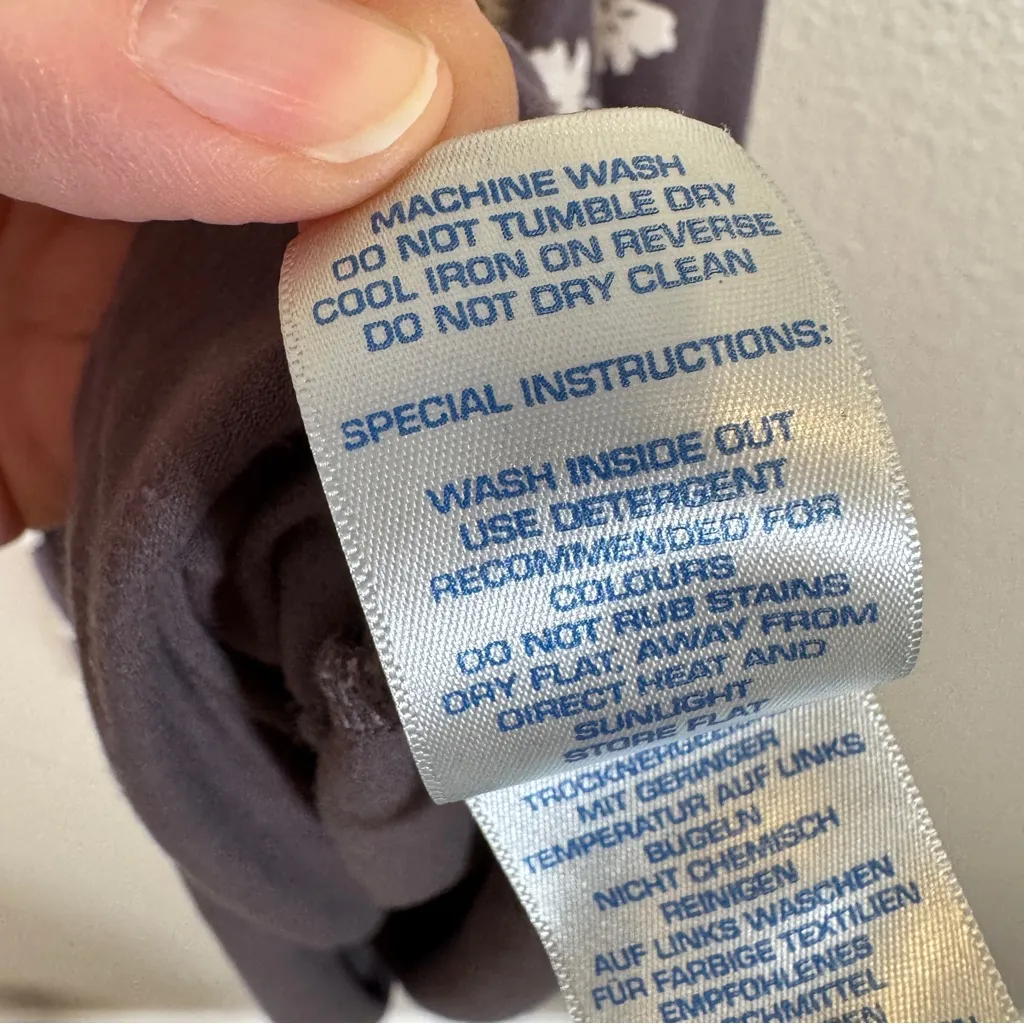 MACHINE WASH
DO NOT TUMBLE DRY
COOL IRON ON REVERSE
DO NOT DRY CLEAN
SPECIAL INSTRUCTIONS:
WASH INSIDE OUT
USE DETERGENT
RECOMMENDED FOR
COLOURS
DO NOT RUB STAINS
DRY FLAT, AWAY FROM
DIRECT HEAT AND
SUNLIGHT
STORE FLAT
MIT GERINGER
TEMPERATUR AUF LINKS
BUGELN
NICHT CHEMISCH
REINIGEN
AUF LINKS WASCHEN
FÜR FARBIGE TEXTILIEN
EMPFOHLENES